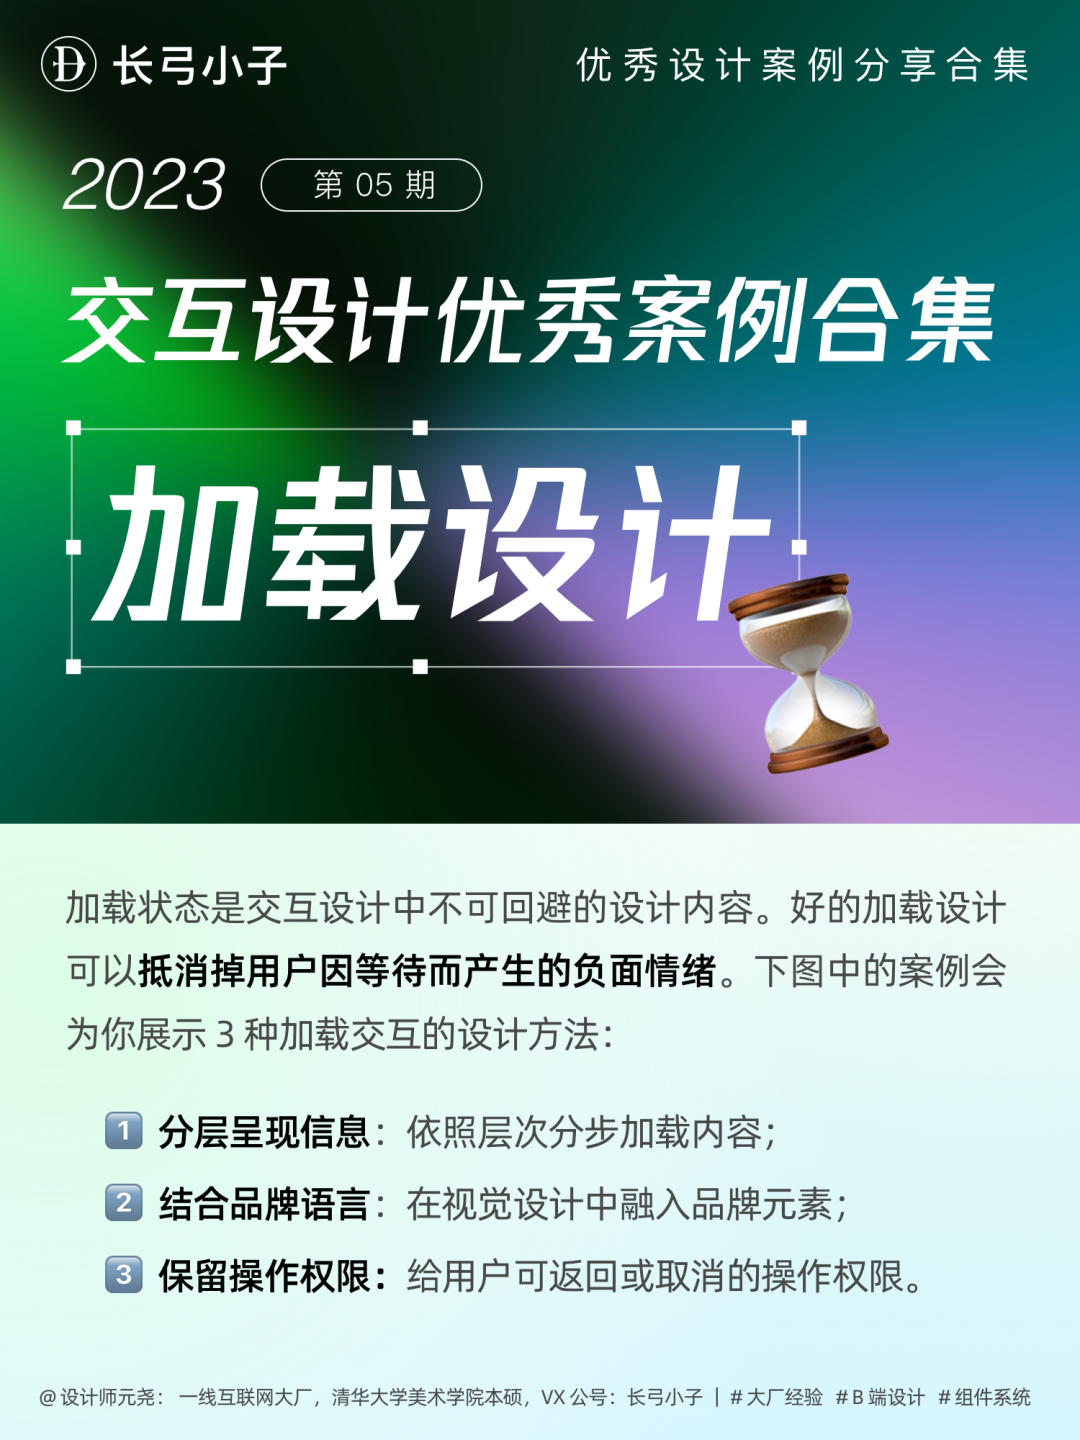 长弓小子
优秀设计案例分享合集
2023
第 05 期
交互设计优秀案例合集
加载设计
加载状态是交互设计中不可回避的设计内容。好的加载设计
可以抵消掉用户因等待而产生的负面情绪。下图中的案例会
为你展示 3 种加载交互的设计方法：
1 分层呈现信息：依照层次分步加载内容；
2 结合品牌语言：在视觉设计中融入品牌元素；
3 保留操作权限：给用户可返回或取消的操作权限。
@设计师元尧： 一线互联网大厂，清华大学美术学院本硕，VX 公号：长弓小子 | #大厂经验 #B 端设计 #组件系统